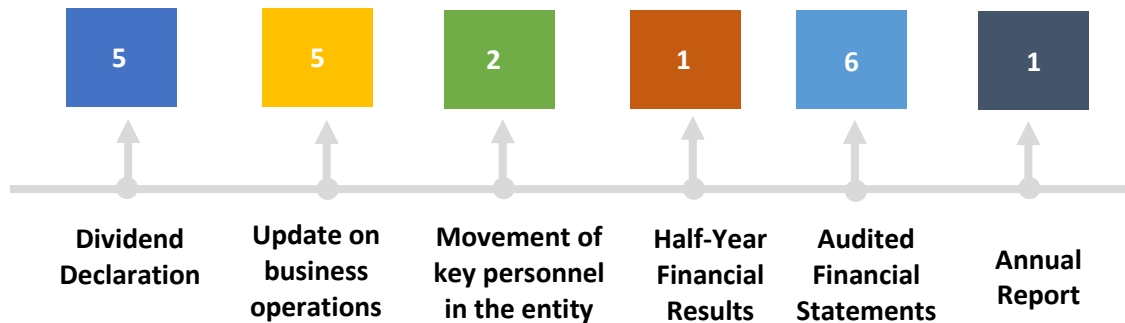 5
5
2
1
6
1
Dividend
Declaration
Update on
business
operations
Movement of
key personnel
in the entity
Half-Year
Financial
Results
Audited
Financial
Statements
Annual
Report